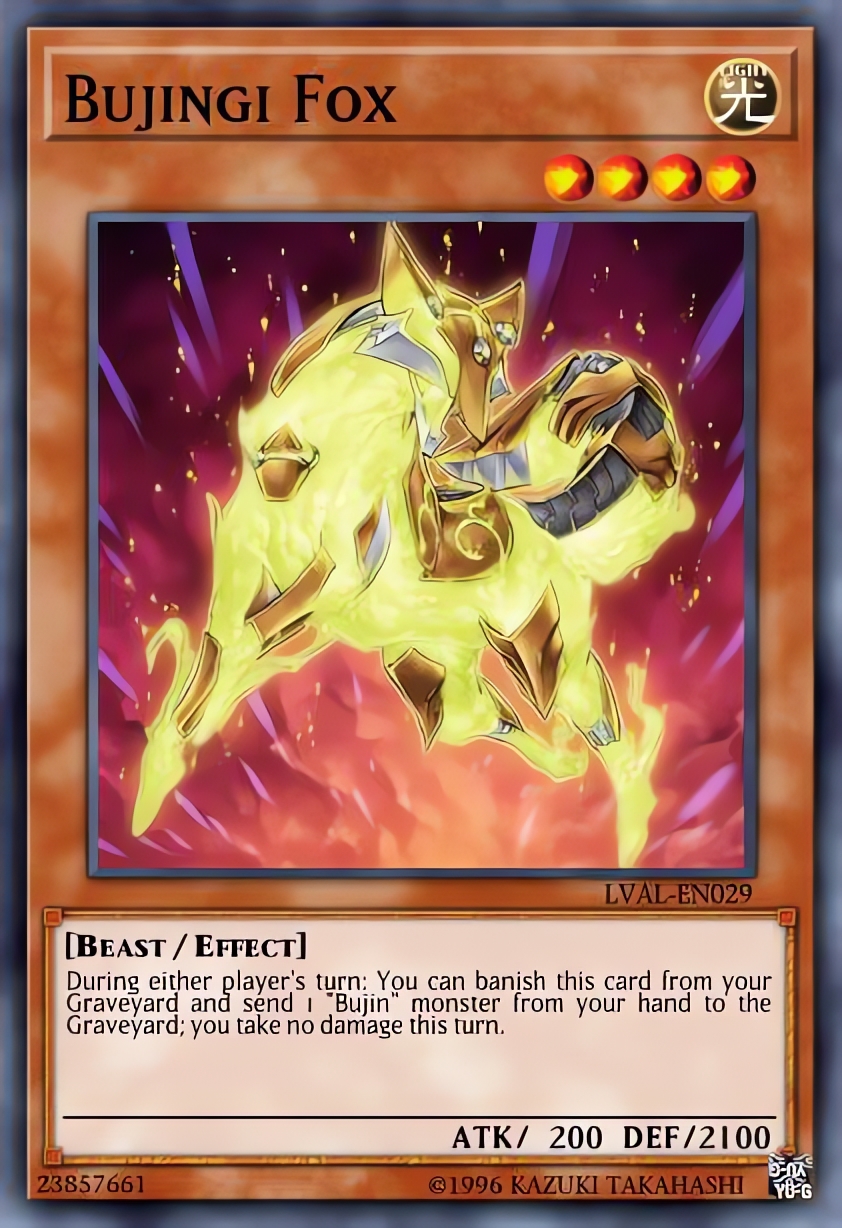 Bujingi Fox
光
LVAL-EN029
[Beast / Effect]
During either player's turn: You can banish this card from your
Graveyard and send 1 "Bujin" monster from your hand to the
Graveyard; you take no damage this turn.
ATK/ 200 DEF/2100
23857661
©1996 KAZUKI TAKAHASHI